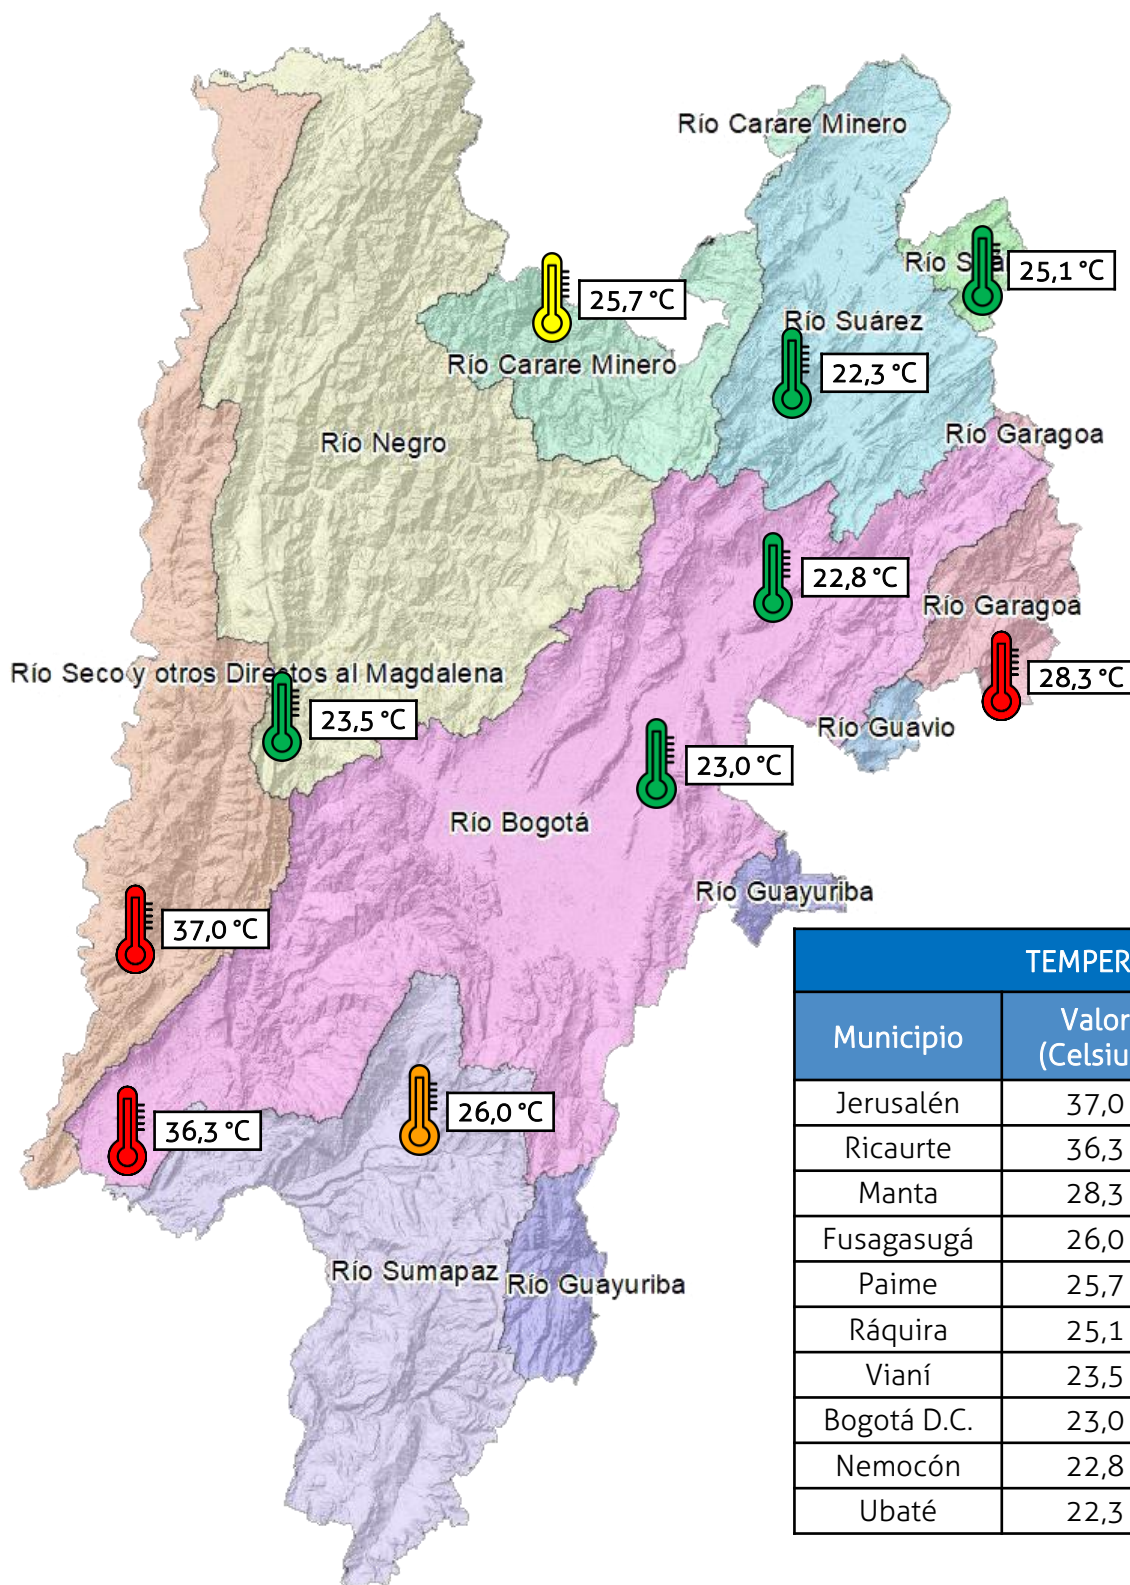 Río Carare Minero
Río S
25,1 °C
25,7 °C
Río Suárez
Río Carare Minero
22,3 °C
Río Negro
Río Garagoa
22,8 °C
Río Garagoa
Río Seco y otros Directos al Magdalena
28,3 °C
23,5 °C
Río Guavio
23,0 °C
Río Bogotá
Río Guayuriba
37,0 °C
26,0 °C
36,3 °C
Río Sumapaz
Río Guayuriba
TEMPER
Municipio
Valor
(Celsiu
Jerusalén 37,0
Ricaurte 36,3
Manta 28,3
Fusagasugá 26,0
Paime 25,7
Ráquira 25,1
Vianí 23,5
Bogotá D.C. 23,0
Nemocón 22,8
Ubaté 22,3